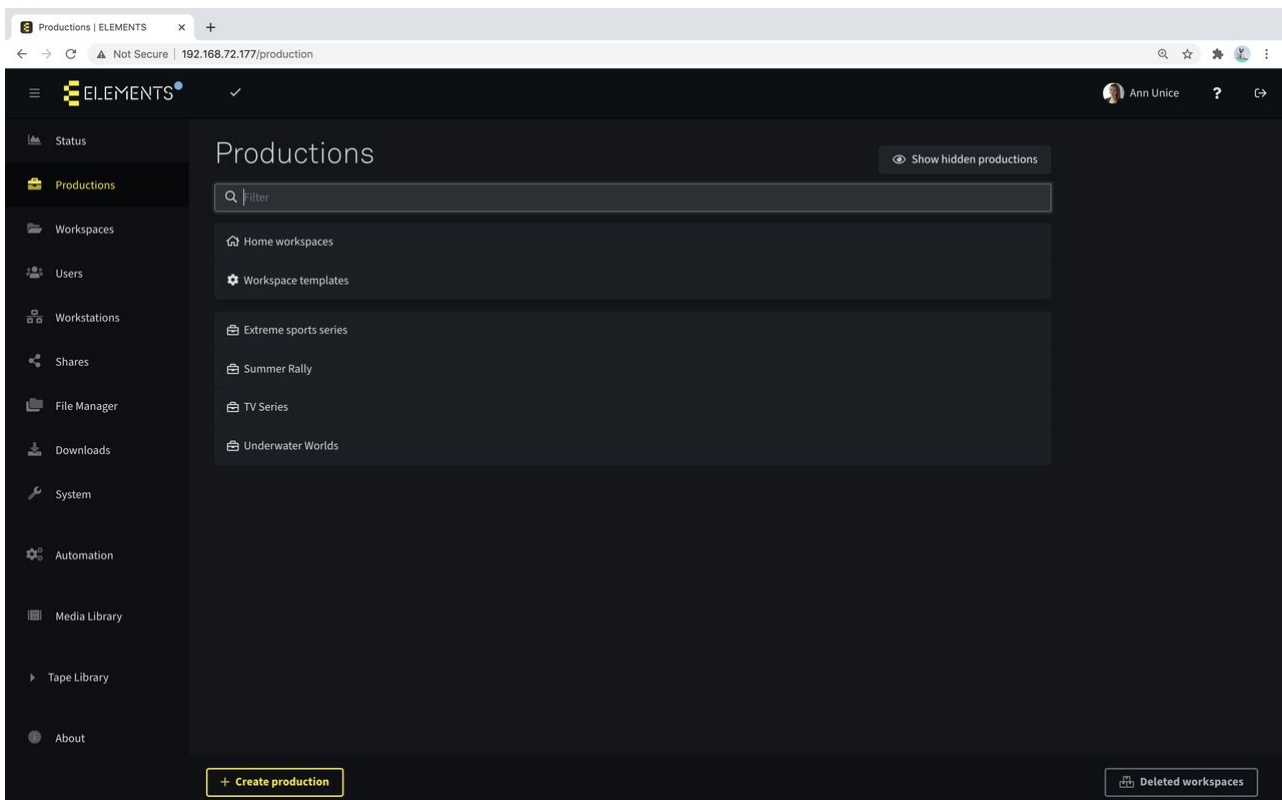 Productions | ELEMENTS
Not Secure | 192.168.72.177/production
ELEMENTS
Ann Unice ?
Status
Productions
Workspaces
Users
Workstations
Shares
File Manager
Downloads
System
Automation
Media Library
Tape Library
About
Productions
Show hidden productions
Filter
Home workspaces
Workspace templates
Extreme sports series
Summer Rally
TV Series
Underwater Worlds
+ Create production
Deleted workspaces